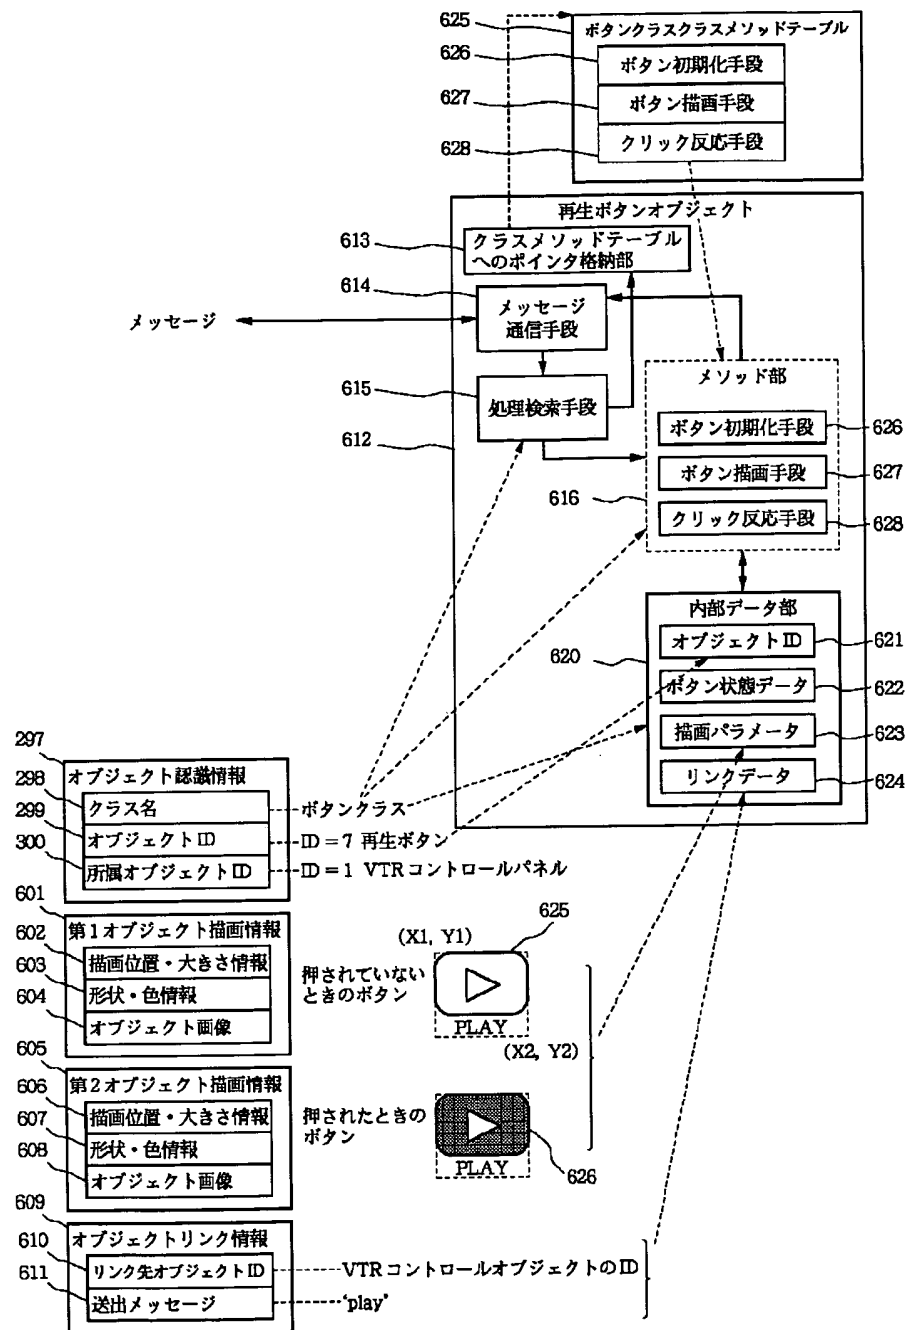 625
ボタンクラスクラスメソッドテーブル
626
ボタン初期化手段
627
ボタン描画手段
628
クリック反応手段
再生ボタンオブジェクト
613
クラスメソッドテーブル
へのポインタ格納部
614
メッセージ
メッセージ
通信手段
615
処理検索手段
メソッド部
612
ボタン初期化手段
626
ボタン描画手段
627
616
クリック反応手段
628
内部データ部
620
オブジェクトID
621
ボタン状態データ
622
描画パラメータ
623
リンクデータ
624
297
オブジェクト認識情報
298
クラス名
ボタンクラス
299
オブジェクトID
ID=7 再生ボタン
300
所属オブジェクトID
ID=1 VTRコントロールパネル
601
第1オブジェクト描画情報
602
描画位置・大きさ情報
603
形状・色情報
604
オブジェクト画像
押されていない
ときのボタン
(X1, Y1)
625
PLAY
(X2, Y2)
605
第2オブジェクト描画情報
606
描画位置・大きさ情報
607
形状・色情報
608
オブジェクト画像
押されたときの
ボタン
PLAY
626
609
オブジェクトリンク情報
610
リンク先オブジェクトID
VTRコントロールオブジェクトのID
611
送出メッセージ
'play'